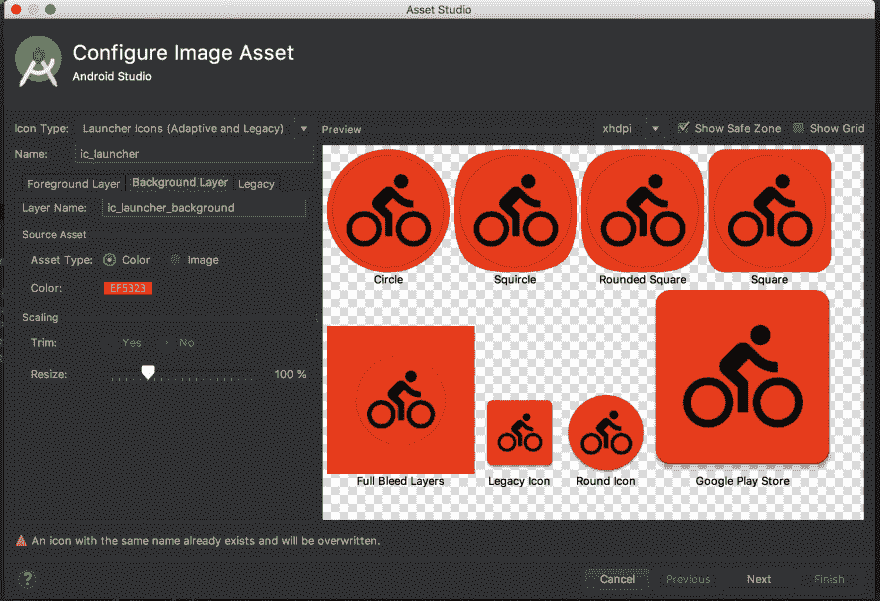 Asset Studio
Configure Image Asset
Android Studio
Icon Type: Launcher Icons (Adaptive and Legacy)
Preview
xhdpi
Show Safe Zone
Show Grid
Name: ic_launcher
Foreground Layer Background Layer Legacy
Layer Name: ic_launcher_background
Source Asset
Asset Type: Color Image
Color: EF5323
Scaling
Trim: Yes No
Resize: 100 %
Circle Squircle Rounded Square Square
Full Bleed Layers Legacy Icon Round Icon Google Play Store
An icon with the same name already exists and will be overwritten.
? Cancel Previous Next Finish